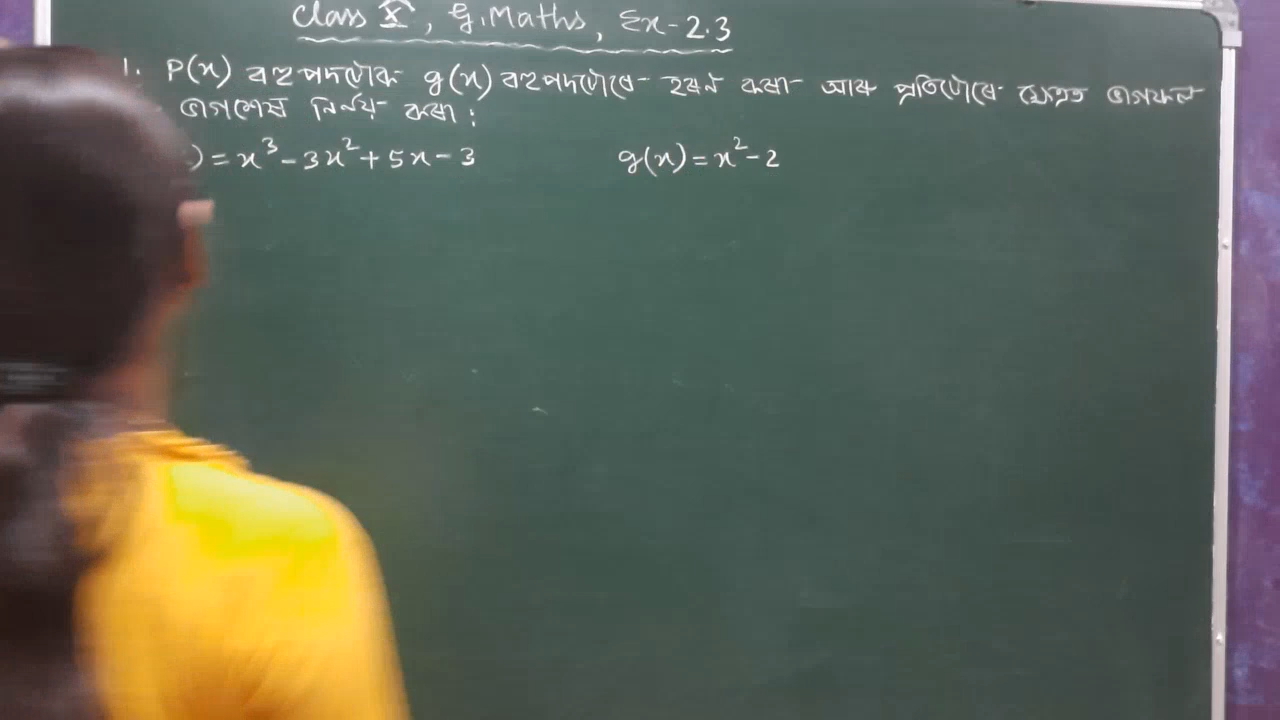 Class X, G.Maths, Ex-2.3
1. P(x) বহুপদটোক g(x) বহুপদটোৰে হৰণ কৰা আৰু প্ৰতিটোৰে ক্ষেত্ৰত ভাগফল
ভাগশেষ নিৰ্ণয় কৰা :
) = x³ - 3x² + 5x - 3 g(x) = x² - 2